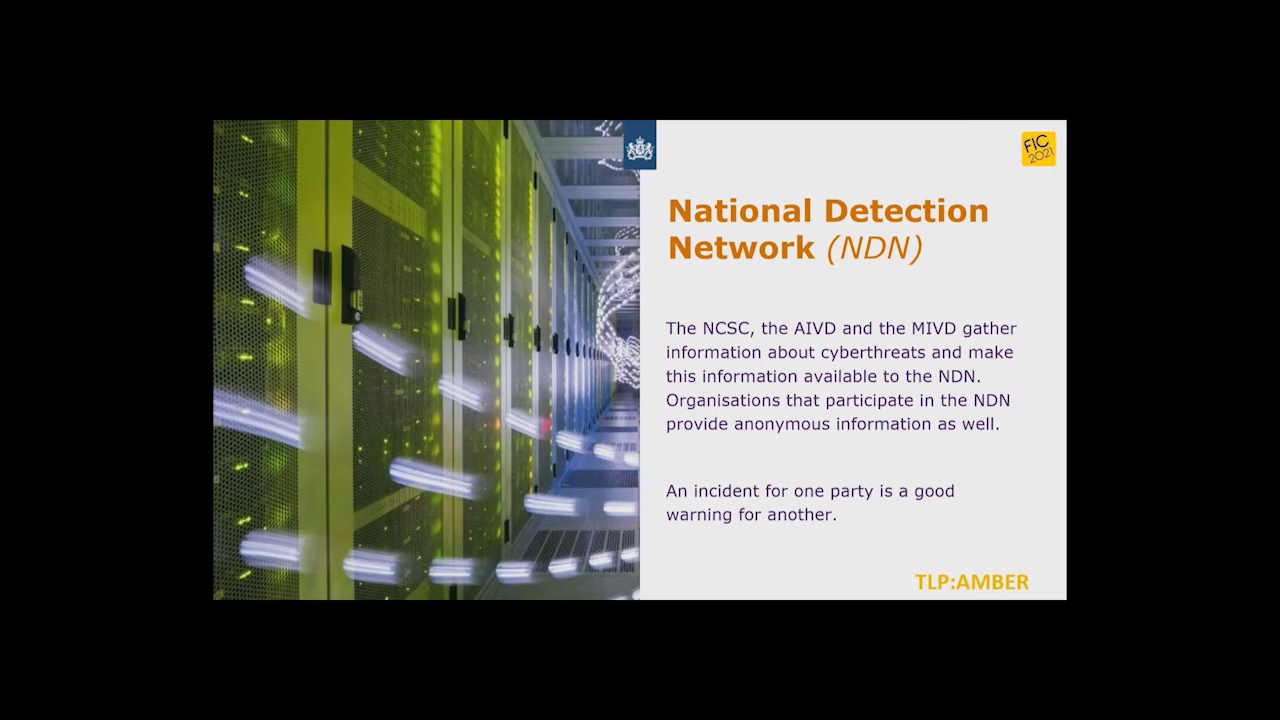 FIC
2021
National Detection
Network (NDN)
The NCSC, the AIVD and the MIVD gather
information about cyberthreats and make
this information available to the NDN.
Organisations that participate in the NDN
provide anonymous information as well.
An incident for one party is a good
warning for another.
TLP:AMBER